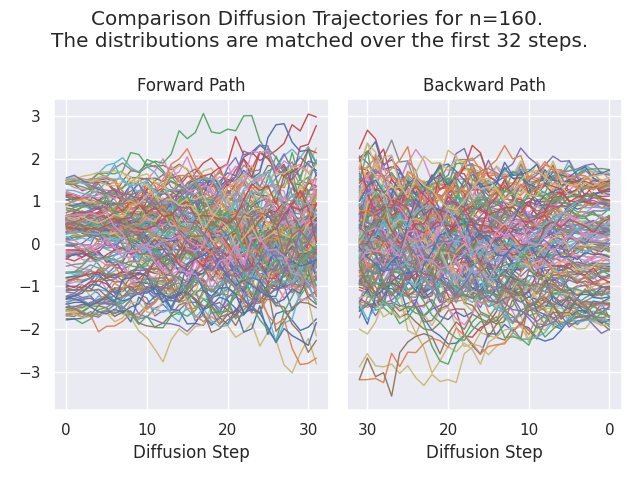 Comparison Diffusion Trajectories for n=160.
The distributions are matched over the first 32 steps.
Forward Path
Backward Path
3
2
1
0
−1
−2
−3
0 10 20 30
30 20 10 0
Diffusion Step
Diffusion Step